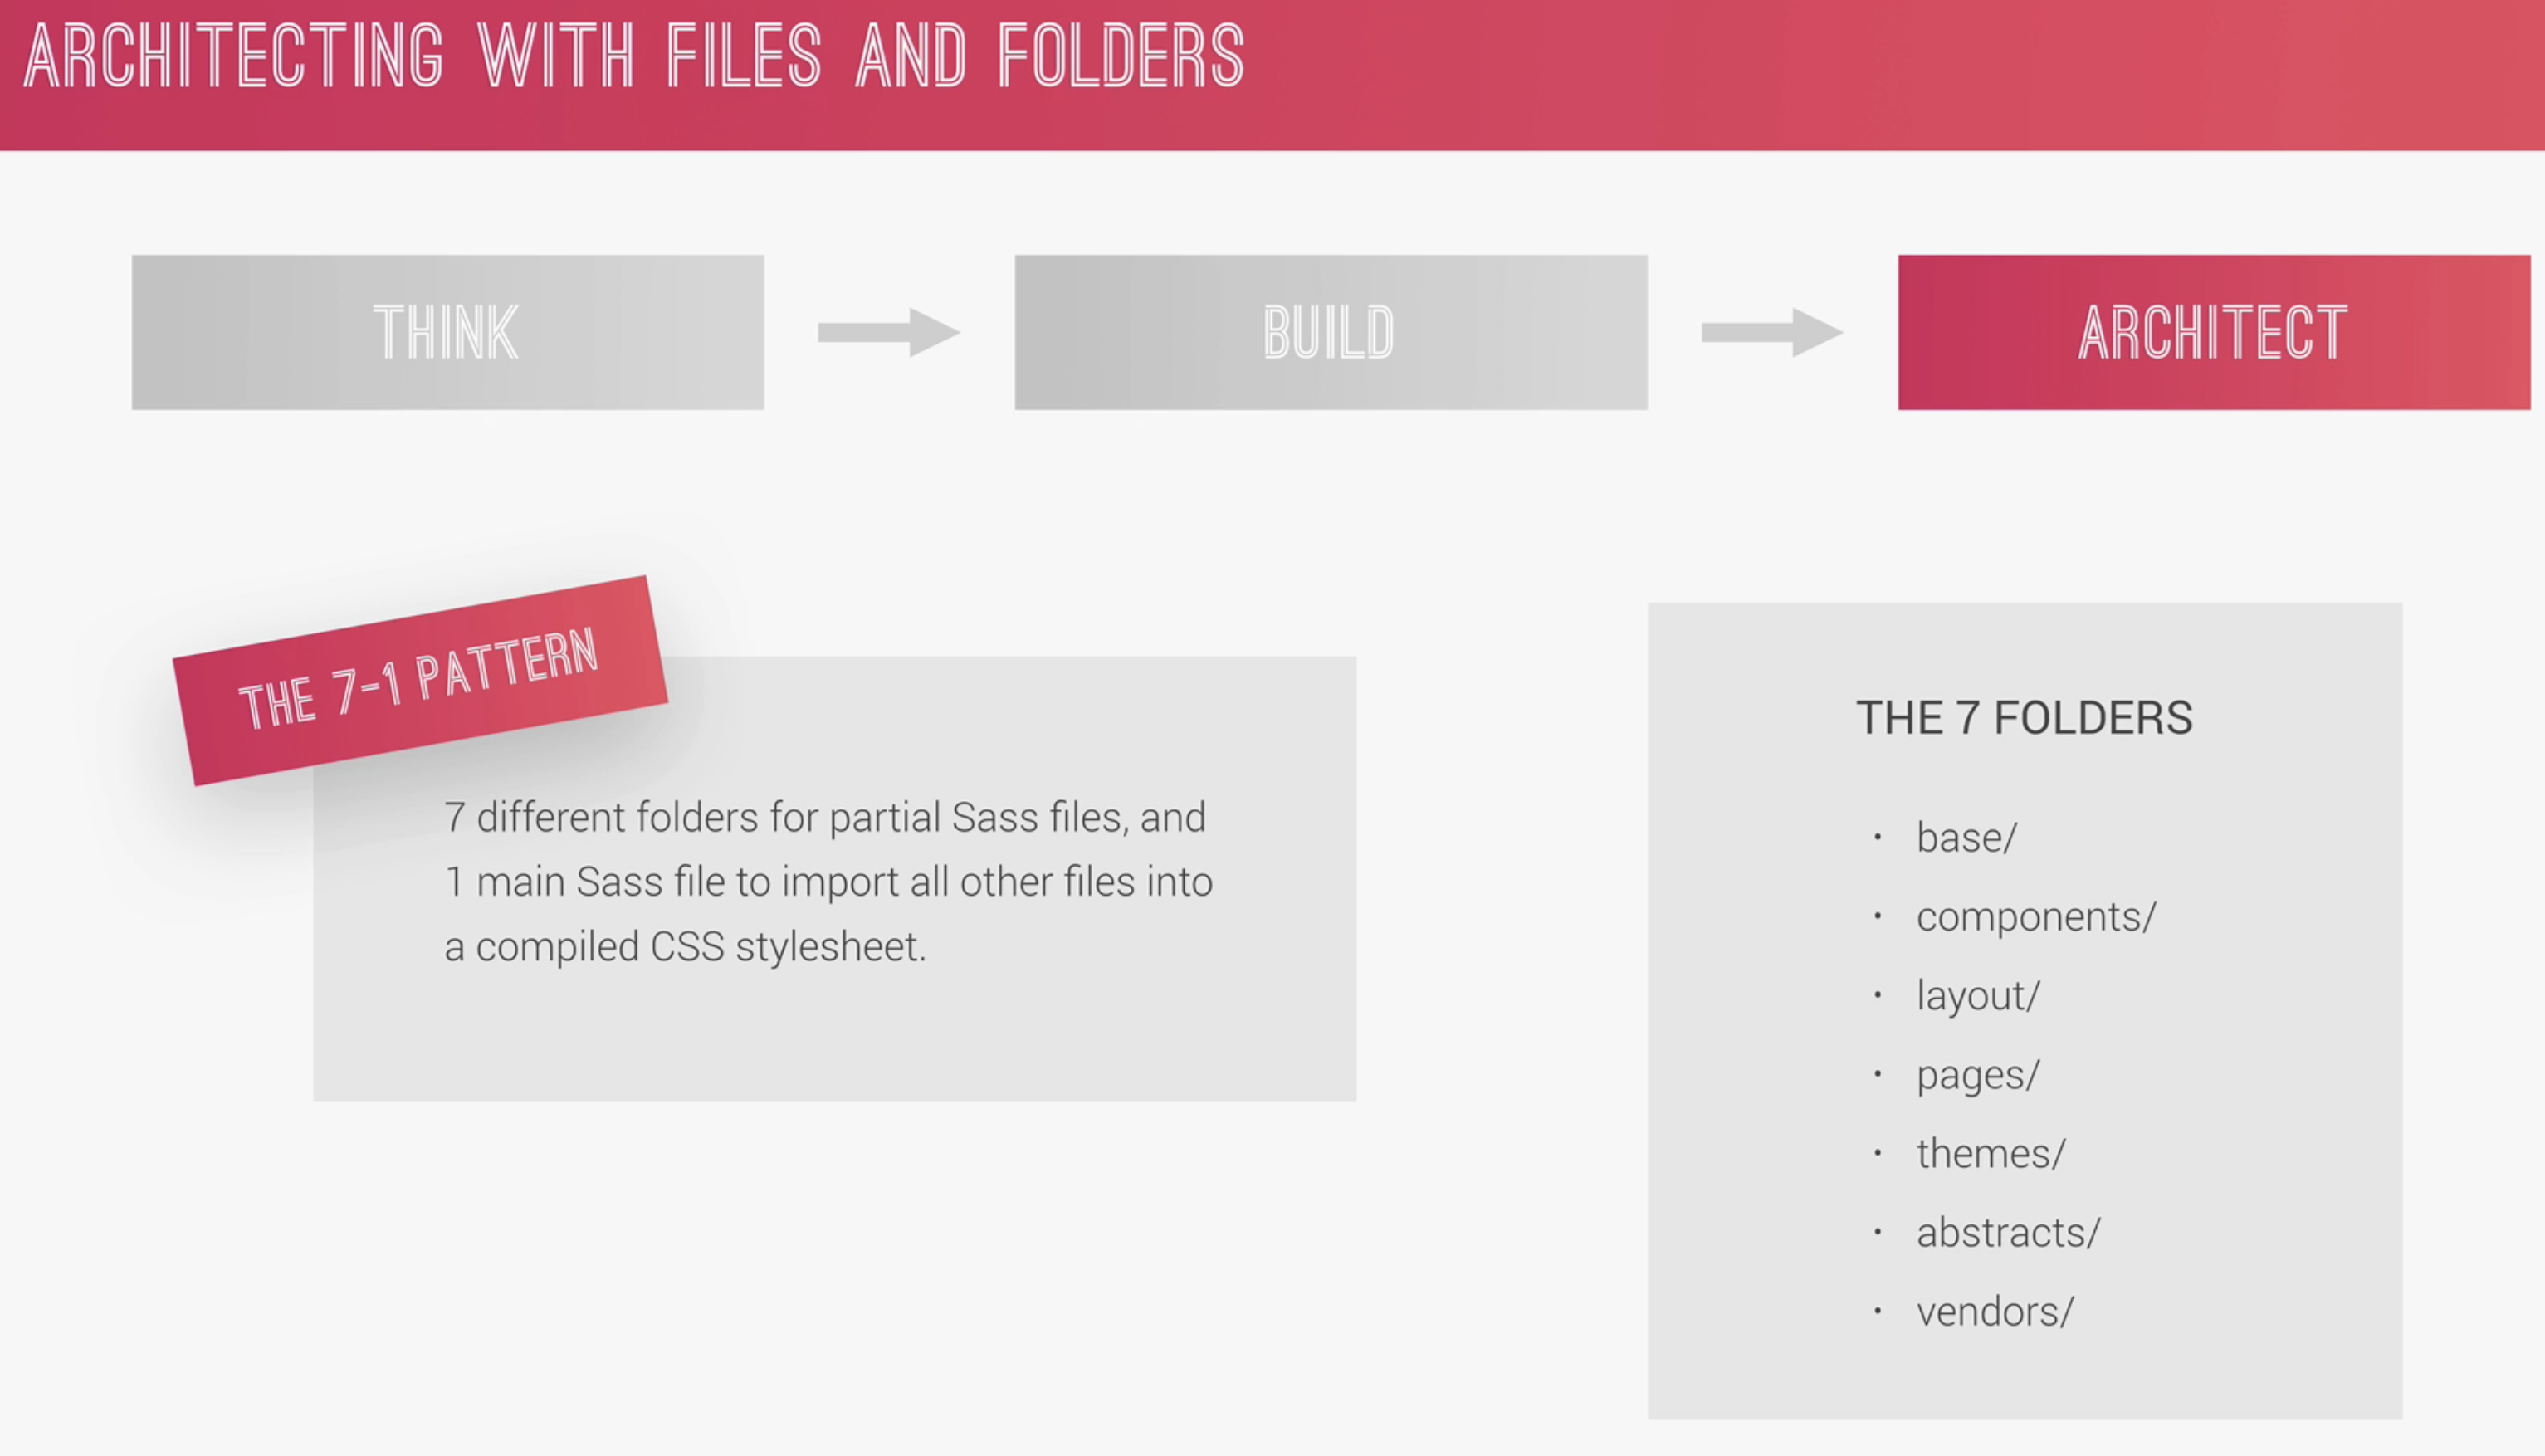 ARCHITECTING WITH FILES AND FOLDERS
THINK
BUILD
ARCHITECT
THE 7-1 PATTERN
7 different folders for partial Sass files, and
1 main Sass file to import all other files into
a compiled CSS stylesheet.
THE 7 FOLDERS
• base/
• components/
• layout/
• pages/
• themes/
• abstracts/
• vendors/